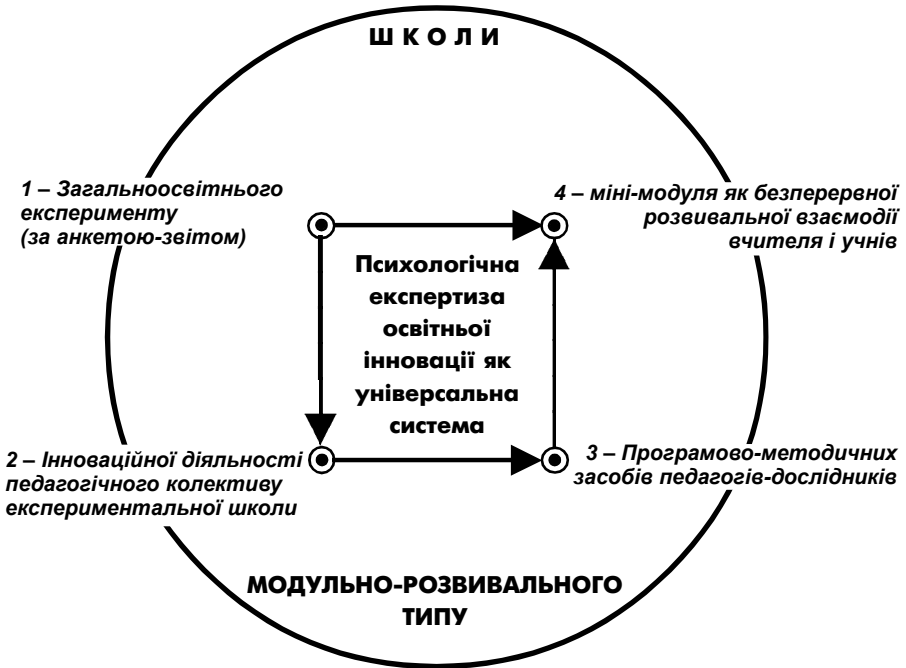 ШКОЛИ
1 – Загальноосвітнього
експерименту
(за анкетою-звітом)
4 – міні-модуля як безперервної
розвивальної взаємодії
вчителя і учнів
Психологічна
експертиза
освітньої
інновації як
універсальна
система
2 – Інноваційної діяльності
педагогічного колективу
експериментальної школи
3 – Програмово-методичних
засобів педагогів-дослідників
МОДУЛЬНО-РОЗВИВАЛЬНОГО
ТИПУ